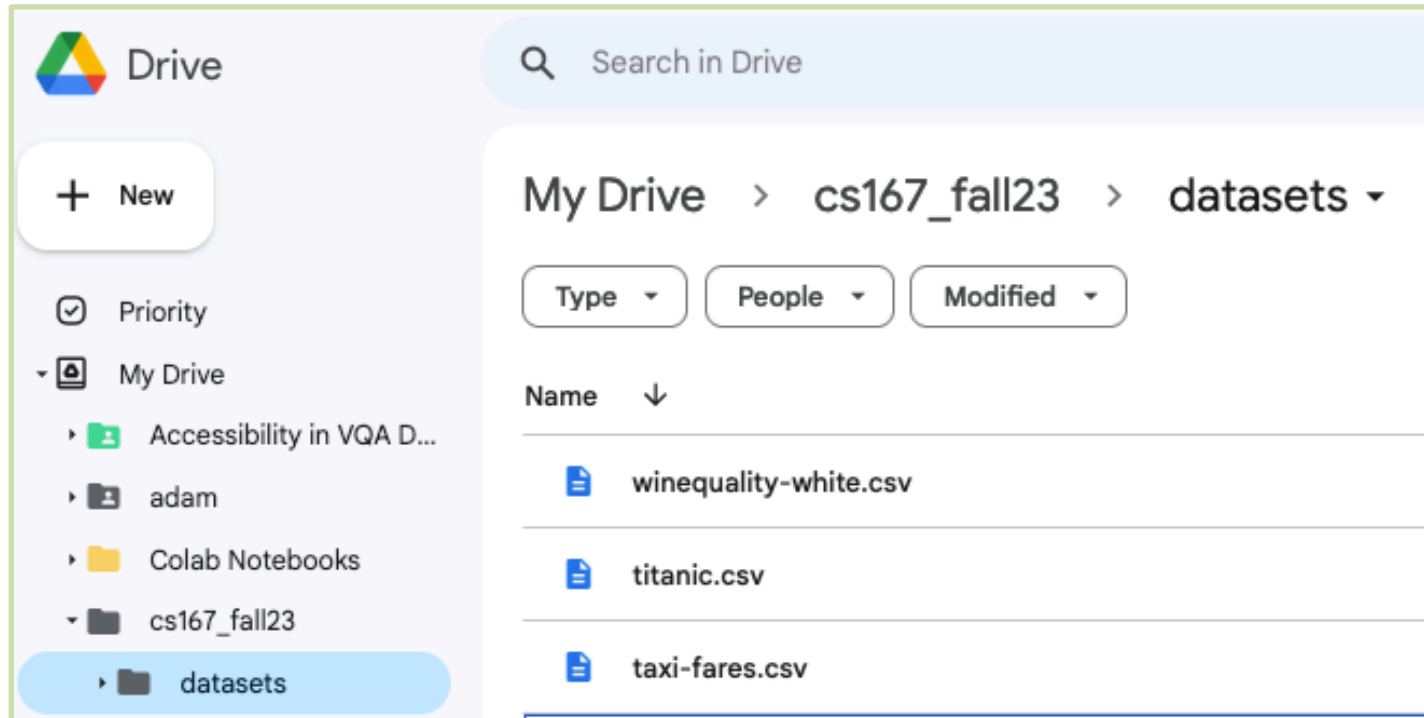 Drive
Search in Drive
New
Priority
My Drive
Accessibility in VQA D...
adam
Colab Notebooks
cs167_fall23
datasets
My Drive > cs167_fall23 > datasets
Type People Modified
Name
winequality-white.csv
titanic.csv
taxi-fares.csv